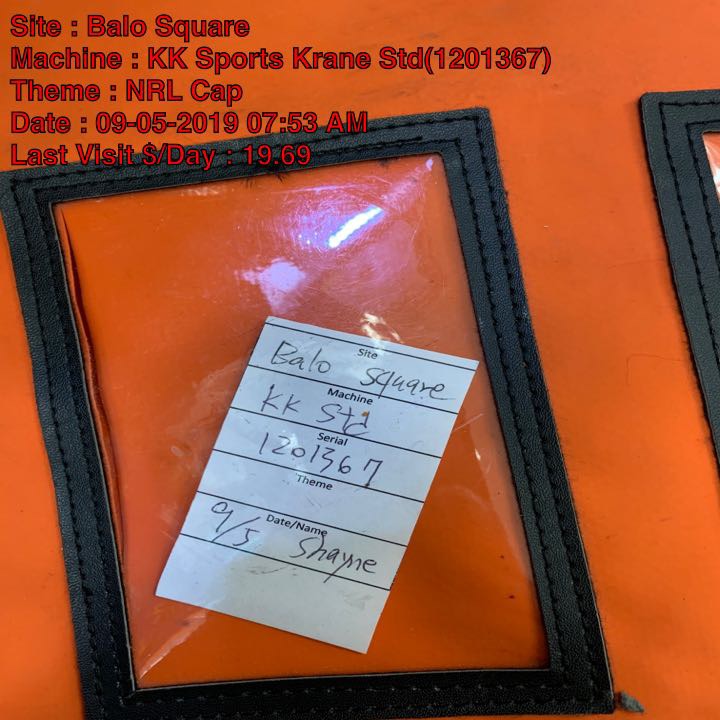 Site : Balo Square
Machine : KK Sports Krane Std(1201367)
Theme : NRL Cap
Date : 09-05-2019 07:53 AM
Last Visit $/Day : 19.69
Site
Balo Square
Machine
KK Std
Serial
1201367
Theme
Date/Name
9/5 Shayne